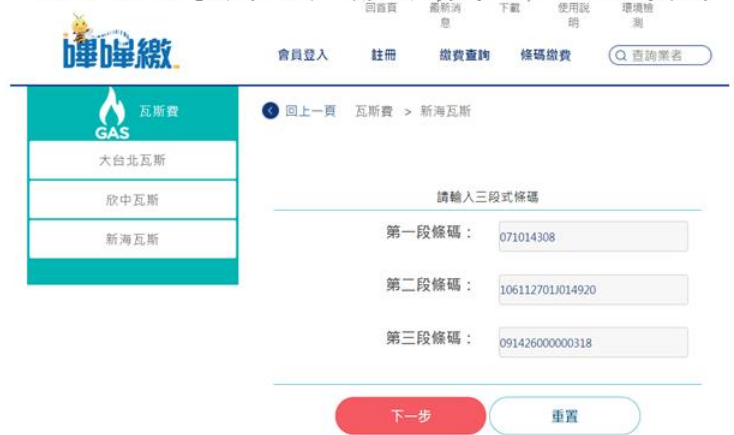 回首頁
最新消息
下載
使用說明
環境檢測
嗶嗶繳
會員登入
註冊
繳費查詢
條碼繳費
查詢業者
瓦斯費
GAS
大台北瓦斯
欣中瓦斯
新海瓦斯
回上一頁 瓦斯費 > 新海瓦斯
請輸入三段式條碼
第一段條碼： 071014308
第二段條碼： 106112701J014920
第三段條碼： 091426000000318
下一步
重置